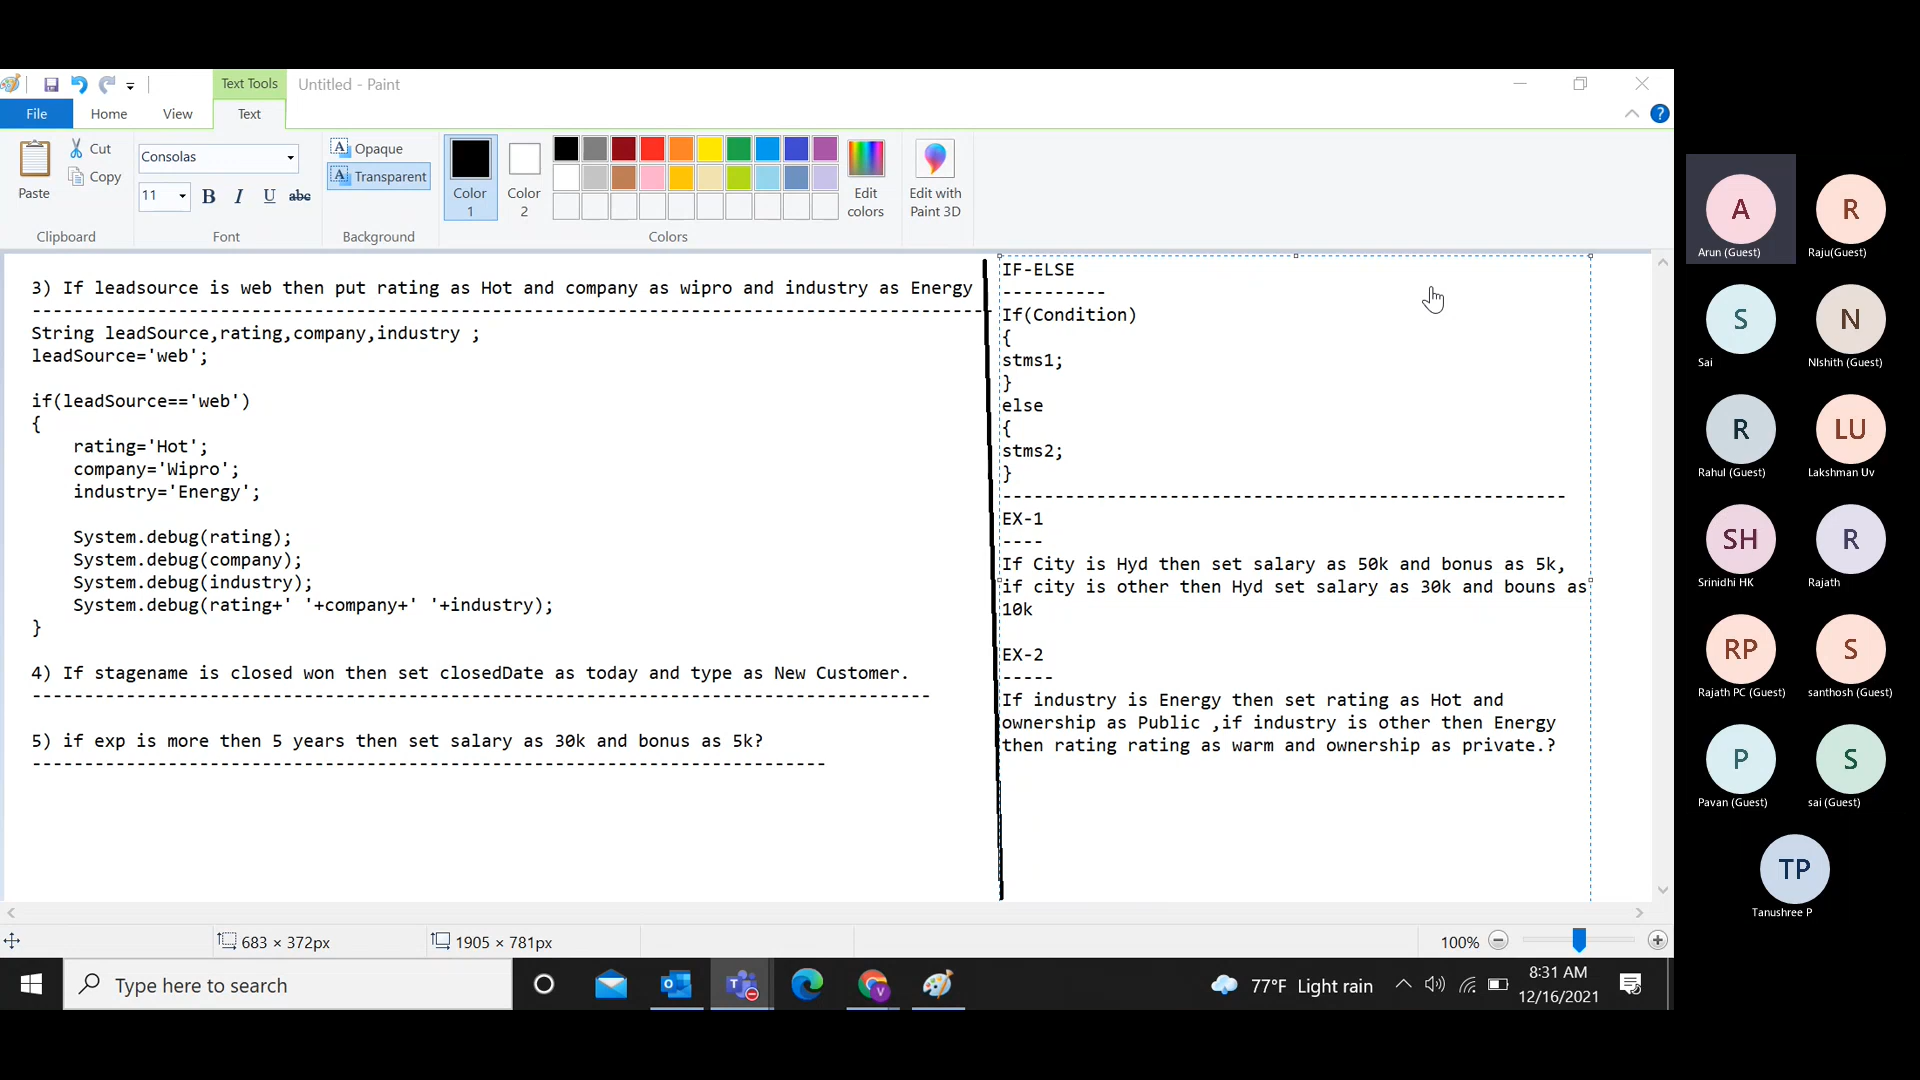 Text Tools
Untitled - Paint
File
Home
View
Text
Paste
Cut
Copy
Clipboard
Consolas
11
B
I
U
abc
Font
Opaque
Transparent
Background
Color
1
Color
2
Edit
colors
Colors
Edit with
Paint 3D
3) If leadsource is web then put rating as Hot and company as wipro and industry as Energy
--------------------------------------------------------------------------------------------
String leadSource,rating,company,industry ;
leadSource='web';
if(leadSource=='web')
{
rating='Hot';
company='Wipro';
industry='Energy';
System.debug(rating);
System.debug(company);
System.debug(industry);
System.debug(rating+' '+company+' '+industry);
}
4) If stagename is closed won then set closedDate as today and type as New Customer.
--------------------------------------------------------------------------------------
5) if exp is more then 5 years then set salary as 30k and bonus as 5k?
----------------------------------------------------------------------------
IF-ELSE
----------
If(Condition)
{
stms1;
}
else
{
stms2;
}
------------------------------------------------------
EX-1
----
If City is Hyd then set salary as 50k and bonus as 5k,
if city is other then Hyd set salary as 30k and bouns as
10k
EX-2
-----
If industry is Energy then set rating as Hot and
ownership as Public ,if industry is other then Energy
then rating rating as warm and ownership as private.?
683 × 372px
1905 × 781px
100%
Type here to search
77°F Light rain
8:31 AM
12/16/2021
A
Arun (Guest)
R
Raju(Guest)
S
Sai
N
NIshith (Guest)
R
Rahul (Guest)
LU
Lakshman Uv
SH
Srinidhi HK
R
Rajath
RP
Rajath PC (Guest)
S
santhosh (Guest)
P
Pavan (Guest)
S
sai (Guest)
TP
Tanushree P